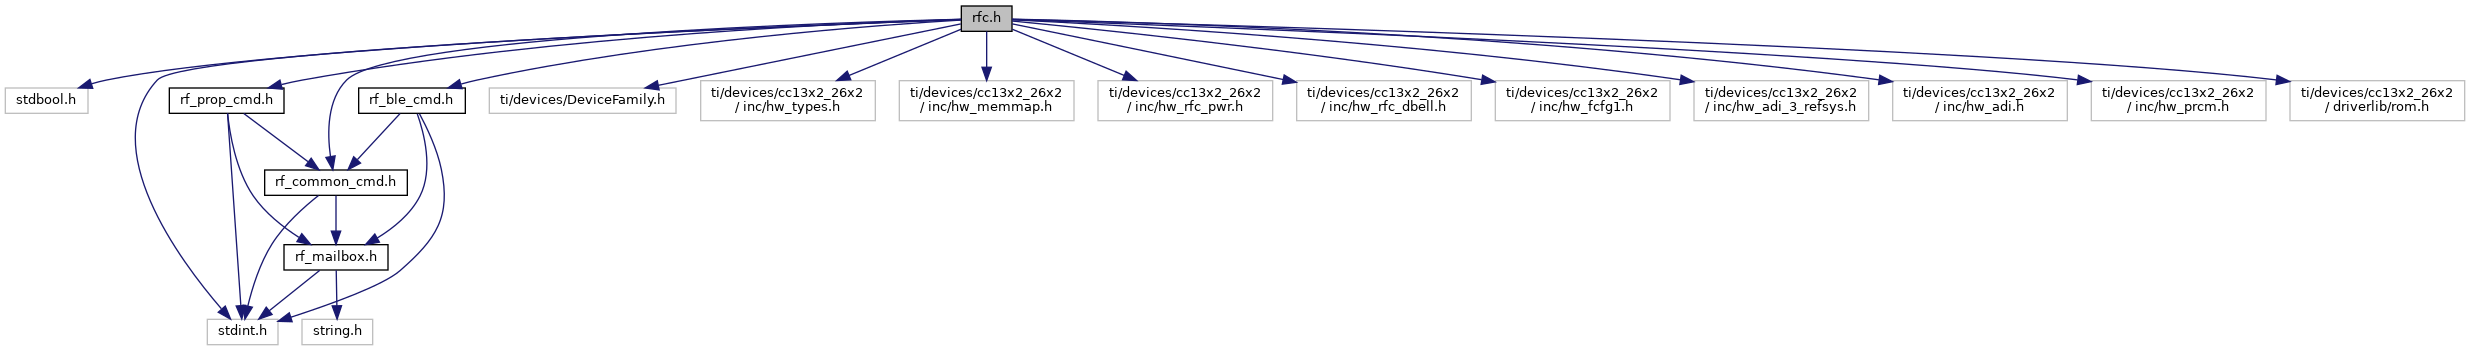 rfc.h
stdbool.h
rf_prop_cmd.h
rf_ble_cmd.h
ti/devices/DeviceFamily.h
ti/devices/cc13x2_26x2
/ inc/hw_types.h
ti/devices/cc13x2_26x2
/ inc/hw_memmap.h
ti/devices/cc13x2_26x2
/ inc/hw_rfc_pwr.h
ti/devices/cc13x2_26x2
/ inc/hw_rfc_dbell.h
ti/devices/cc13x2_26x2
/ inc/hw_fcfg1.h
ti/devices/cc13x2_26x2
/ inc/hw_adi_3_refsys.h
ti/devices/cc13x2_26x2
/ inc/hw_adi.h
ti/devices/cc13x2_26x2
/ inc/hw_prcm.h
ti/devices/cc13x2_26x2
/ driverlib/rom.h
rf_common_cmd.h
rf_mailbox.h
stdint.h
string.h